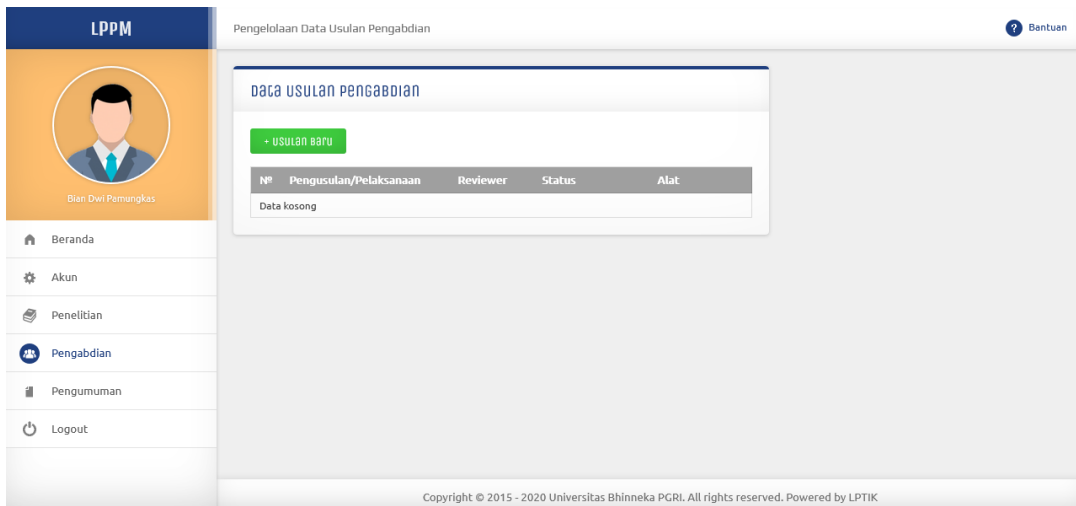 LPPM
Pengelolaan Data Usulan Pengabdian
? Bantuan
Bian Dwi Pamungkas
Beranda
Akun
Penelitian
Pengabdian
Pengumuman
Logout
Data Usulan Pengabdian
+ Usulan Baru
Nº Pengusulan/Pelaksanaan Reviewer Status Alat
Data kosong
Copyright © 2015 - 2020 Universitas Bhinneka PGRI. All rights reserved. Powered by LPTIK